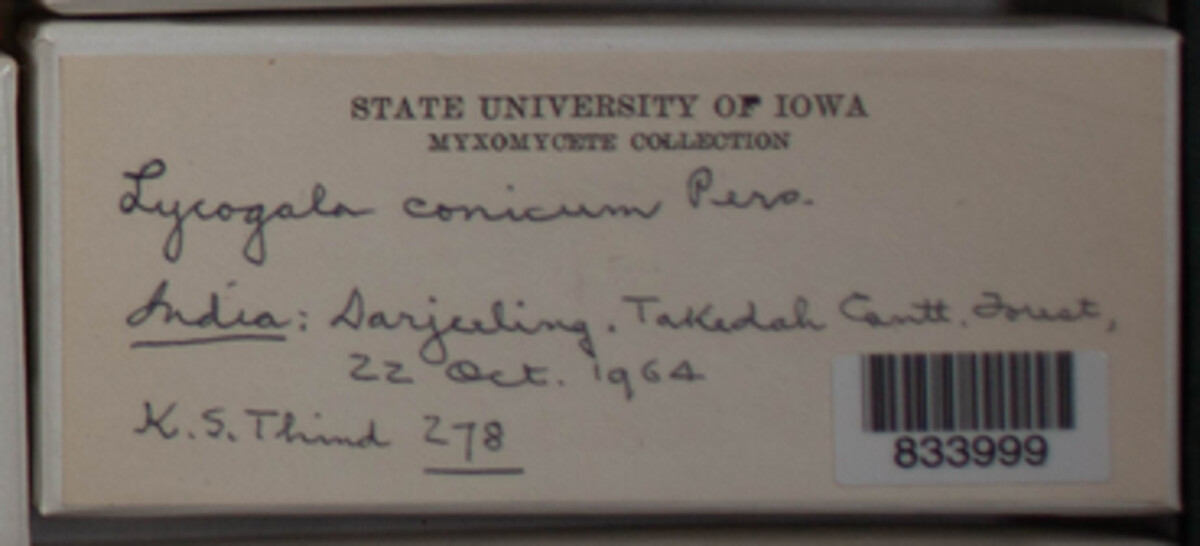 STATE UNIVERSITY OF IOWA
MYXOMYCETE COLLECTION
Lycogala conicum Pers.
India: Darjeeling. Takedah Cantt. Forest,
22 Oct. 1964
K.S. Thind 278
833999